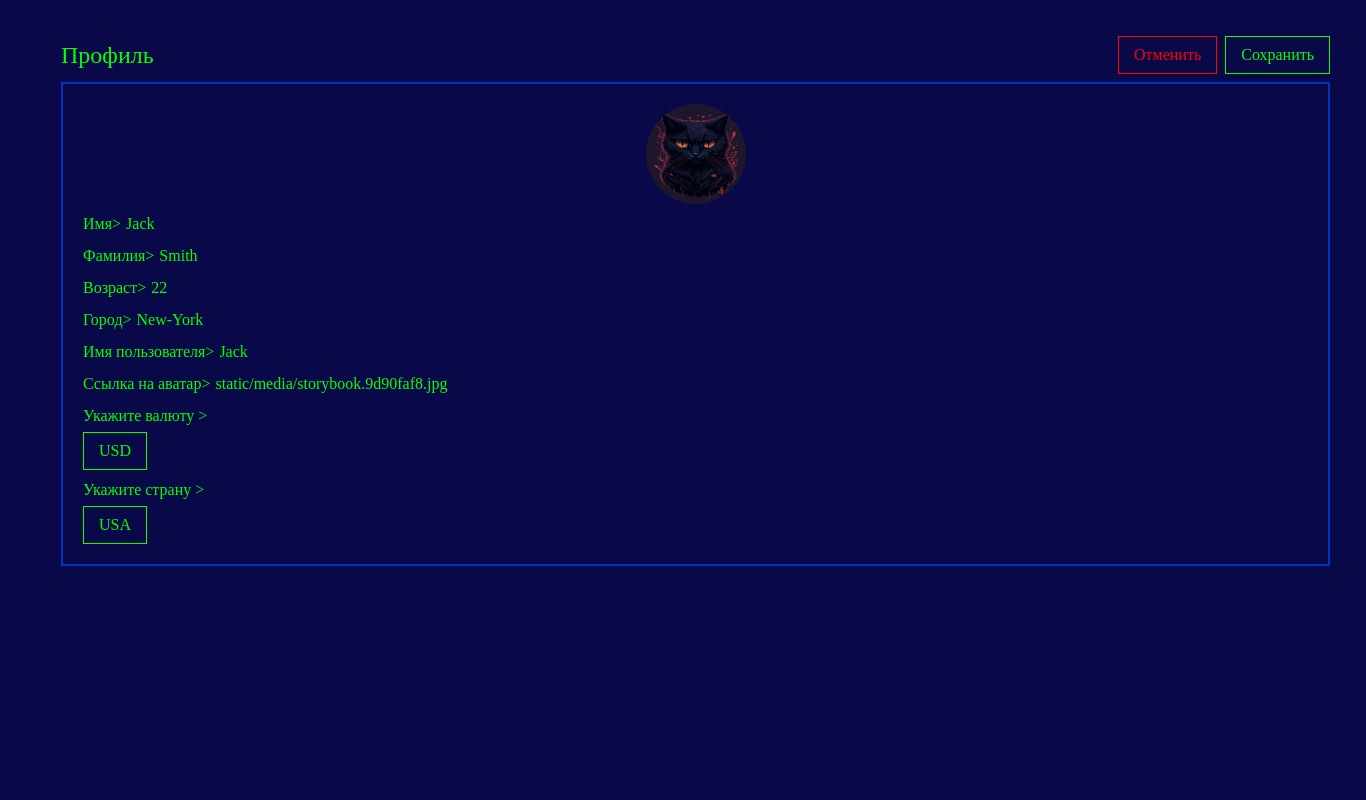 Профиль
Отменить
Сохранить
Имя> Jack
Фамилия> Smith
Возраст> 22
Город> New-York
Имя пользователя> Jack
Ссылка на аватар> static/media/storybook.9d90faf8.jpg
Укажите валюту >
USD
Укажите страну >
USA